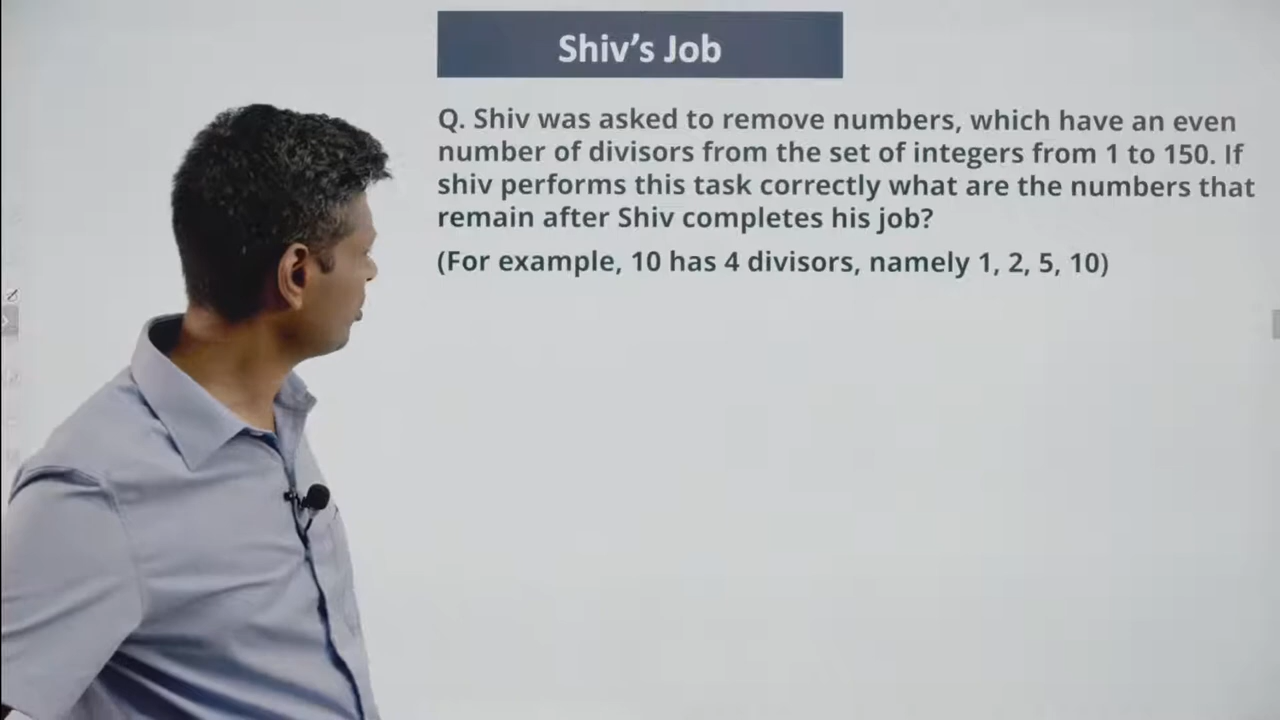 Shiv's Job
Q. Shiv was asked to remove numbers, which have an even
number of divisors from the set of integers from 1 to 150. If
shiv performs this task correctly what are the numbers that
remain after Shiv completes his job?
(For example, 10 has 4 divisors, namely 1, 2, 5, 10)